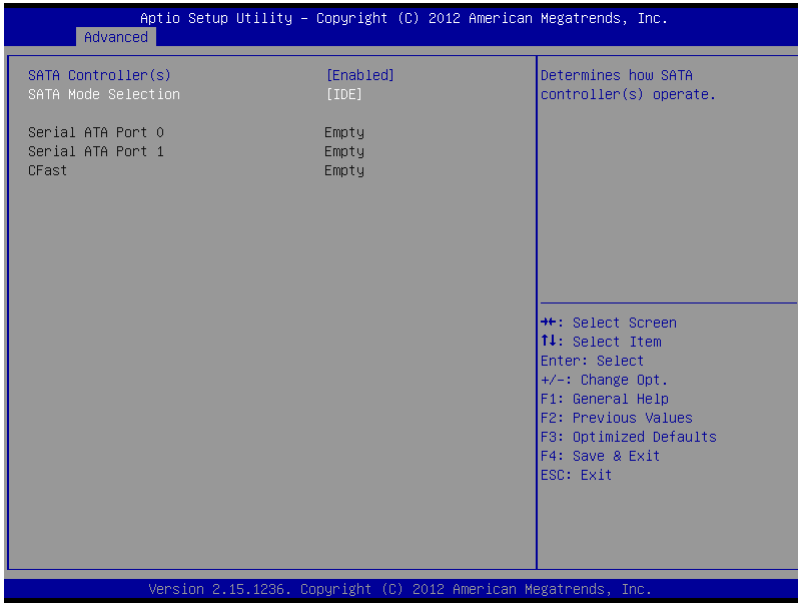 Aptio Setup Utility – Copyright (C) 2012 American Megatrends, Inc.
Advanced
SATA Controller(s) [Enabled]
SATA Mode Selection [IDE]
Serial ATA Port 0 Empty
Serial ATA Port 1 Empty
CFast Empty
Determines how SATA
controller(s) operate.
→←: Select Screen
↑↓: Select Item
Enter: Select
+/-: Change Opt.
F1: General Help
F2: Previous Values
F3: Optimized Defaults
F4: Save & Exit
ESC: Exit
Version 2.15.1236. Copyright (C) 2012 American Megatrends, Inc.